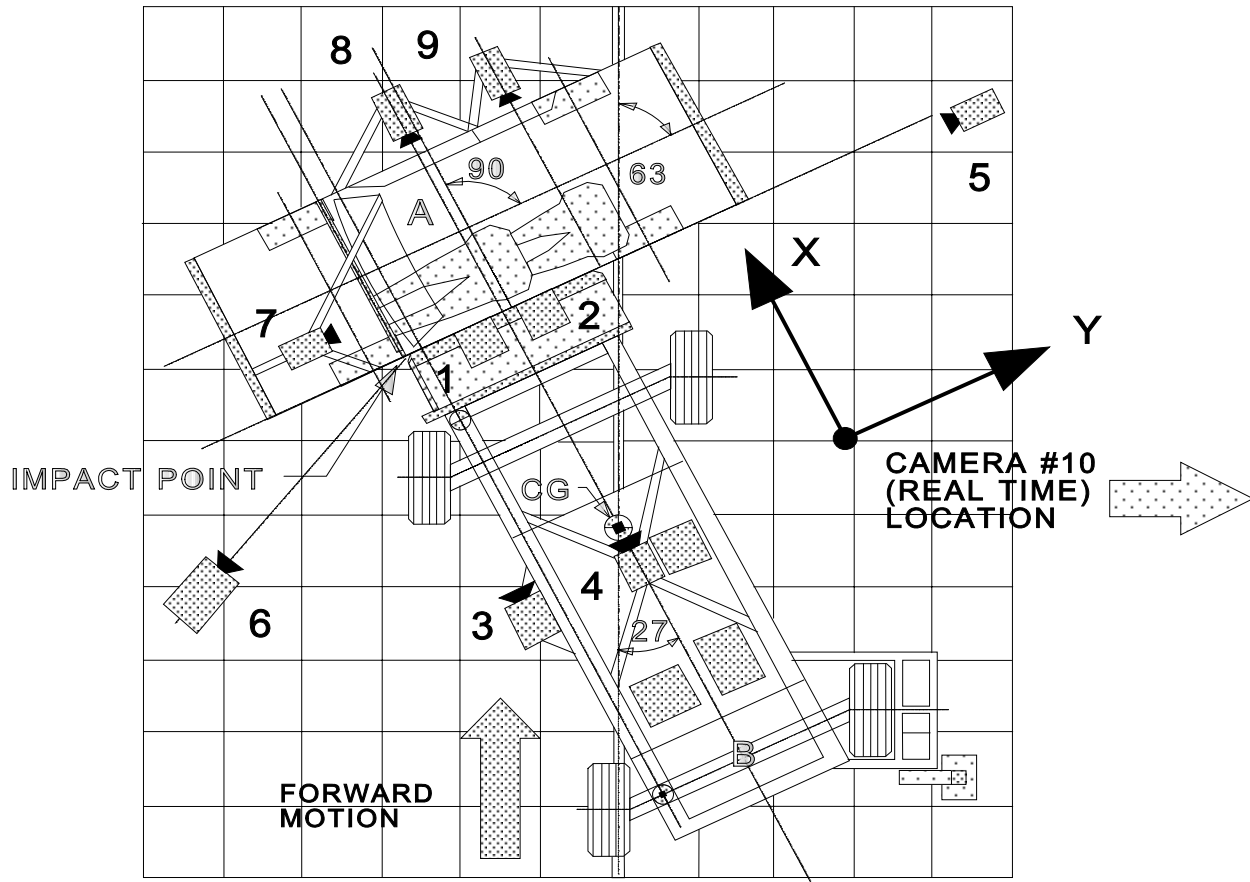 8
9
90
63
5
A
X
7
2
Y
1
IMPACT POINT
CG
CAMERA #10
(REAL TIME)
LOCATION
4
6
3
27
B
FORWARD
MOTION